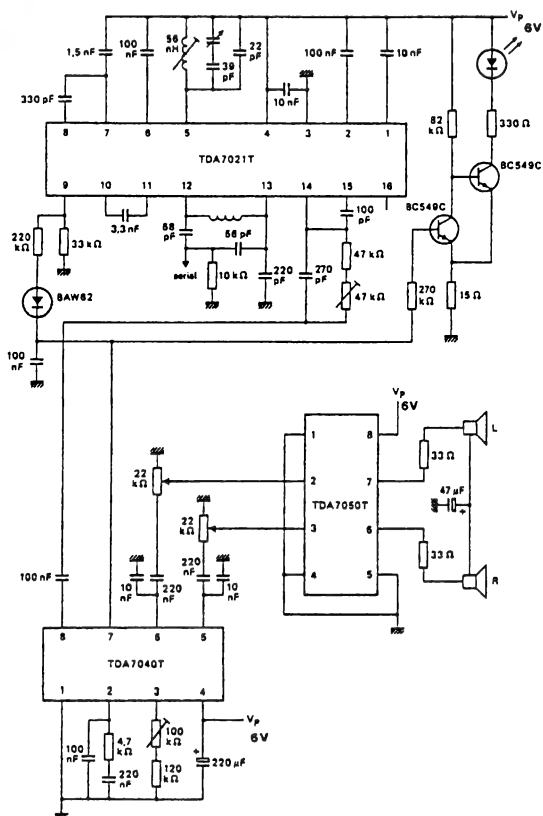 Vp
6V
1,5 nF
100 nF
56 nH
39 pF
22 pF
100 nF
10 nF
10 nF
330 pF
82 kΩ
330 Ω
BC549C
BC549C
8 7 6 5 4 3 2 1
TDA7021T
9 10 11 12 13 14 15 16
3,3 nF
100 pF
220 kΩ
33 kΩ
68 pF
56 pF
aerial
10 kΩ
220 pF
270 pF
47 kΩ
47 kΩ
270 kΩ
15 Ω
BAW62
100 nF
Vp
6V
1 8
2 7
TDA7050T
3 6
4 5
33 Ω
L
47 µF
+
33 Ω
R
22 kΩ
22 kΩ
220 nF
100 nF
10 nF
220 nF
10 nF
8 7 6 5
TDA7040T
1 2 3 4
Vp
6V
100 nF
4,7 kΩ
220 nF
100 kΩ
120 kΩ
+
220 µF